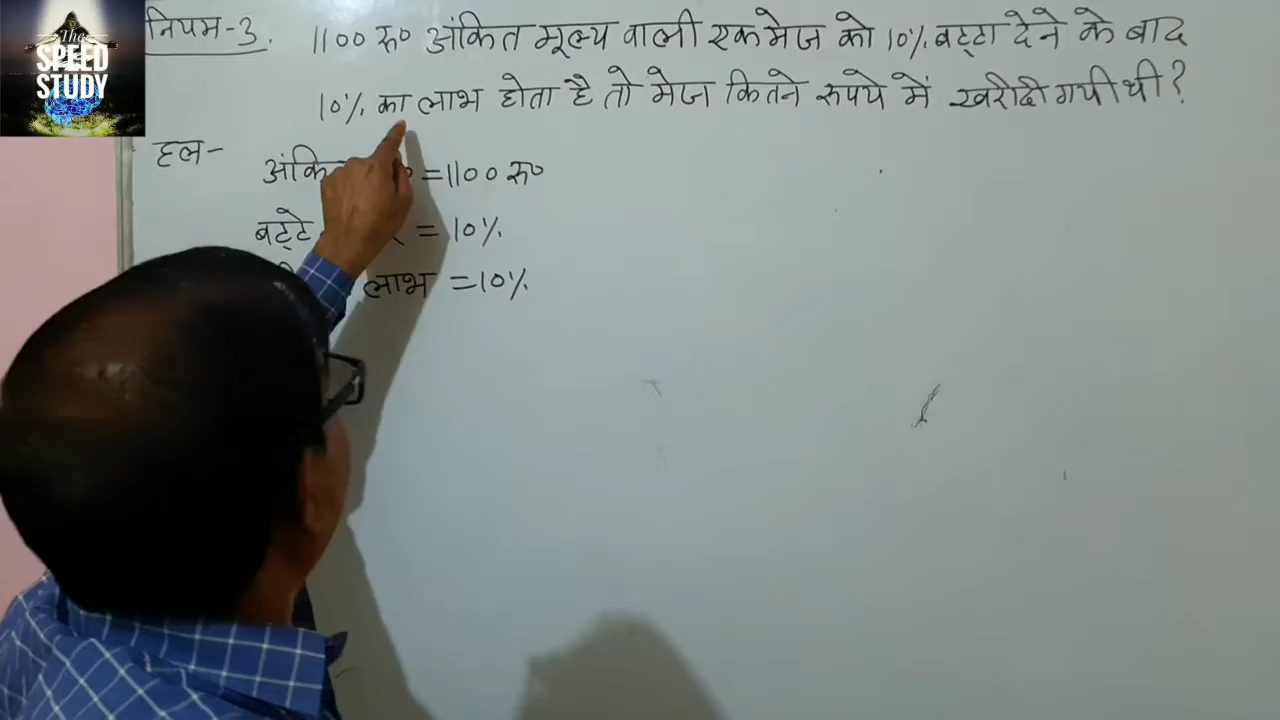 The
SPEED
STUDY
नियम-3. 1100 रु० अंकित मूल्य वाली एक मेज को 10% बट्टा देने के बाद
10% का लाभ होता है तो मेज कितने रुपये में खरीदी गयी थी?
हल-
= 1100 रु०
बट्टे = 10%
लाभ = 10%